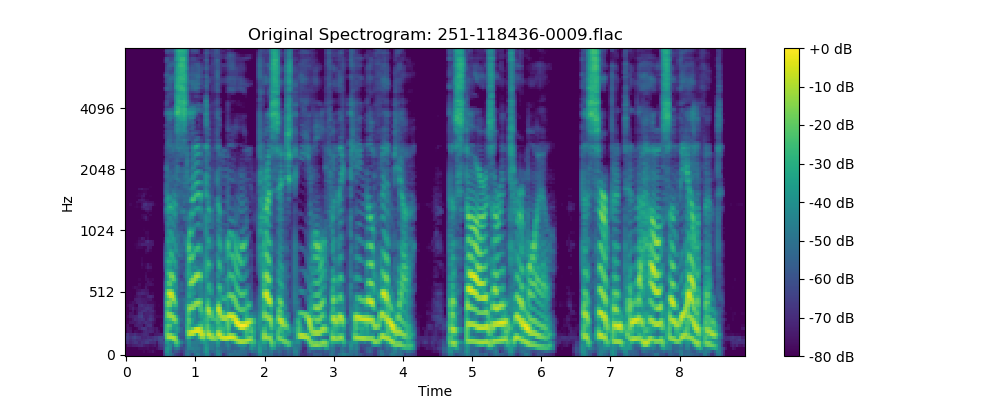 Original Spectrogram: 251-118436-0009.flac
Hz
4096
2048
1024
512
0
0 1 2 3 4 5 6 7 8
Time
+0 dB
-10 dB
-20 dB
-30 dB
-40 dB
-50 dB
-60 dB
-70 dB
-80 dB